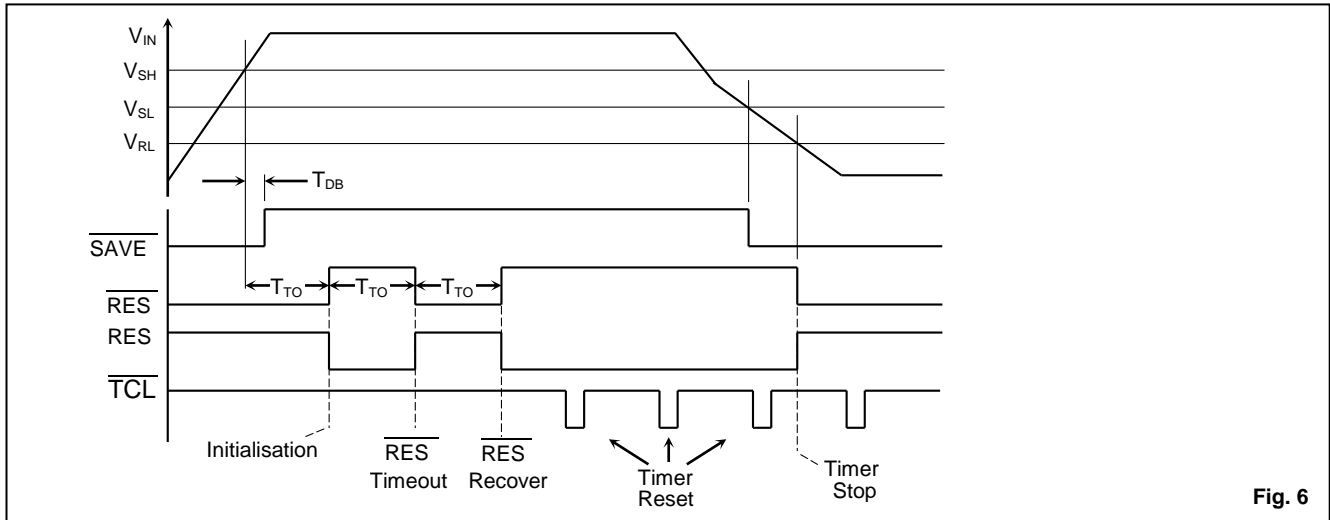 VIN
VSH
VSL
VRL
TDB
SAVE
TTO TTO TTO
RES
RES
TCL
Initialisation
RES
Timeout
RES
Recover
Timer
Reset
Timer
Stop
Fig. 6